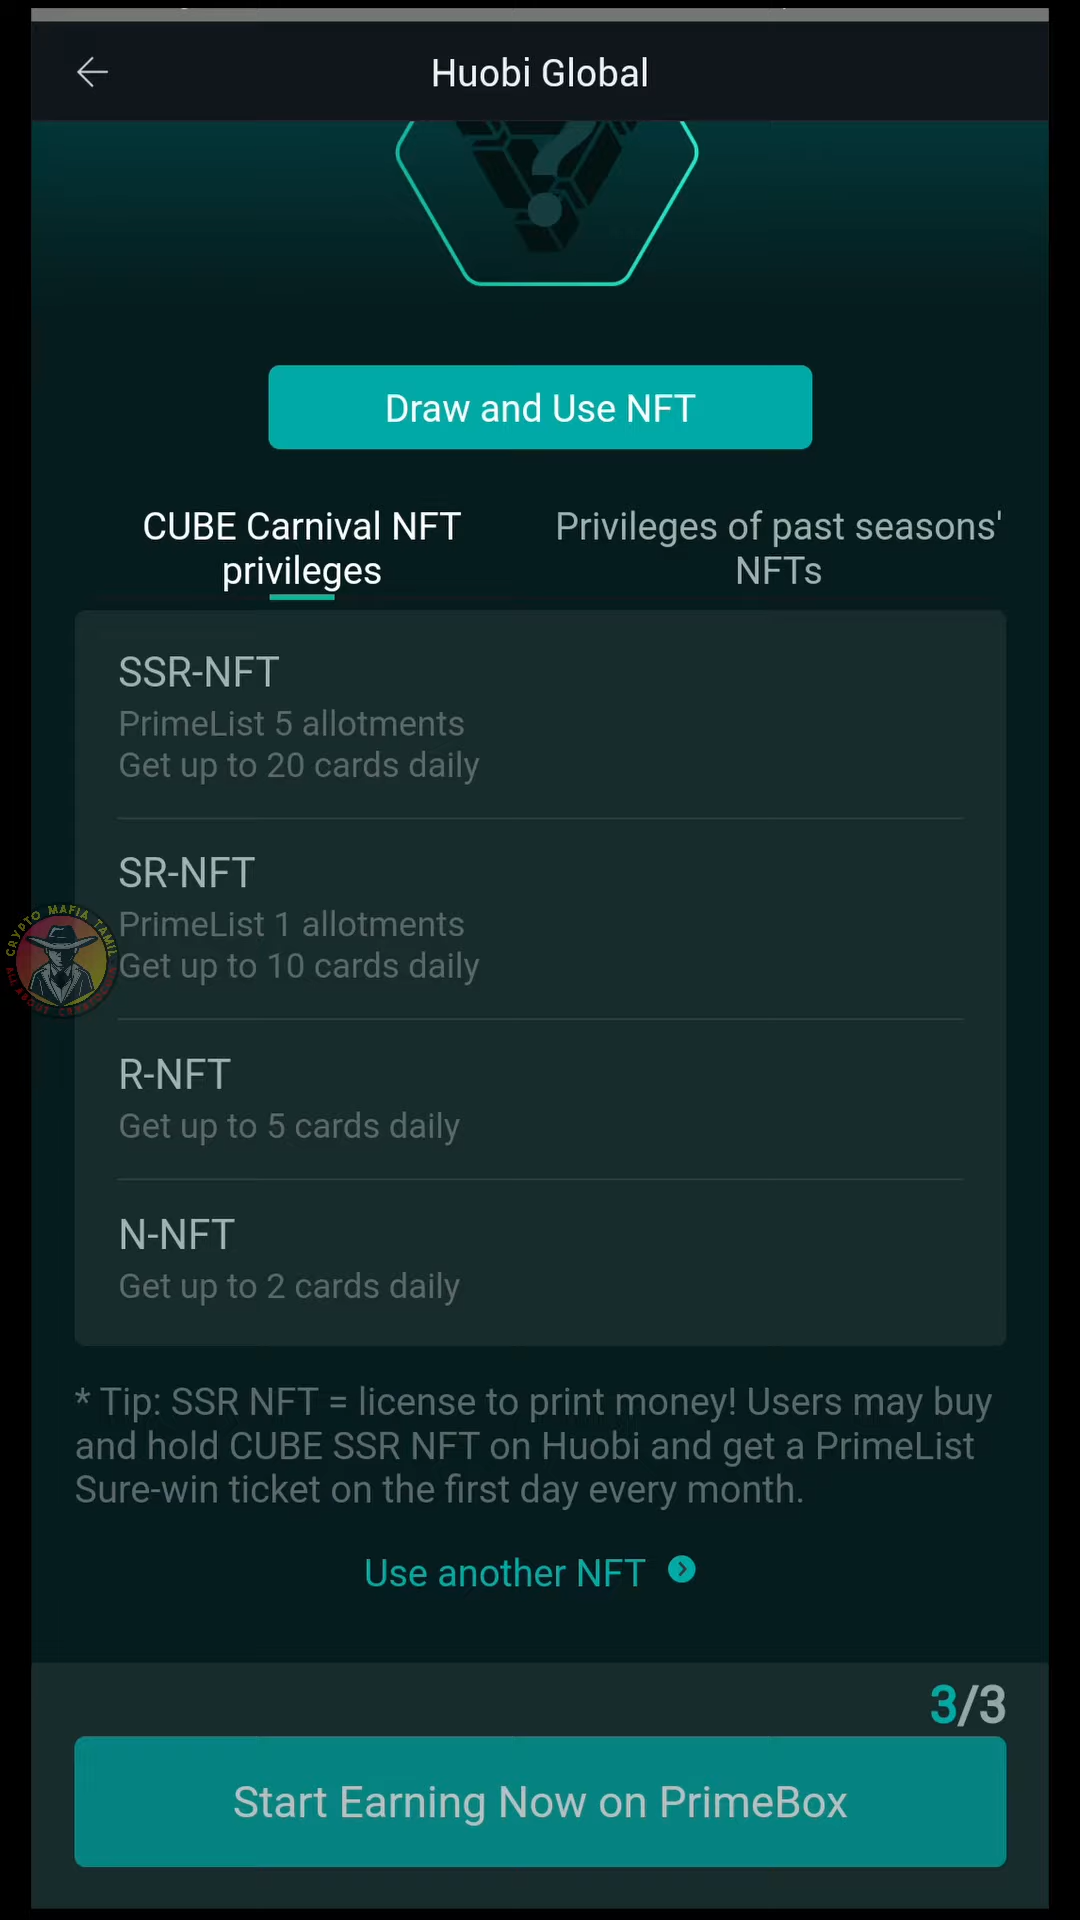 Huobi Global
Draw and Use NFT
CUBE Carnival NFT
privileges
Privileges of past seasons'
NFTs
SSR-NFT
PrimeList 5 allotments
Get up to 20 cards daily
SR-NFT
PrimeList 1 allotments
Get up to 10 cards daily
CRYPTO MAFIA TAMIL
R-NFT
Get up to 5 cards daily
N-NFT
Get up to 2 cards daily
* Tip: SSR NFT = license to print money! Users may buy
and hold CUBE SSR NFT on Huobi and get a PrimeList
Sure-win ticket on the first day every month.
Use another NFT
3/3
Start Earning Now on PrimeBox